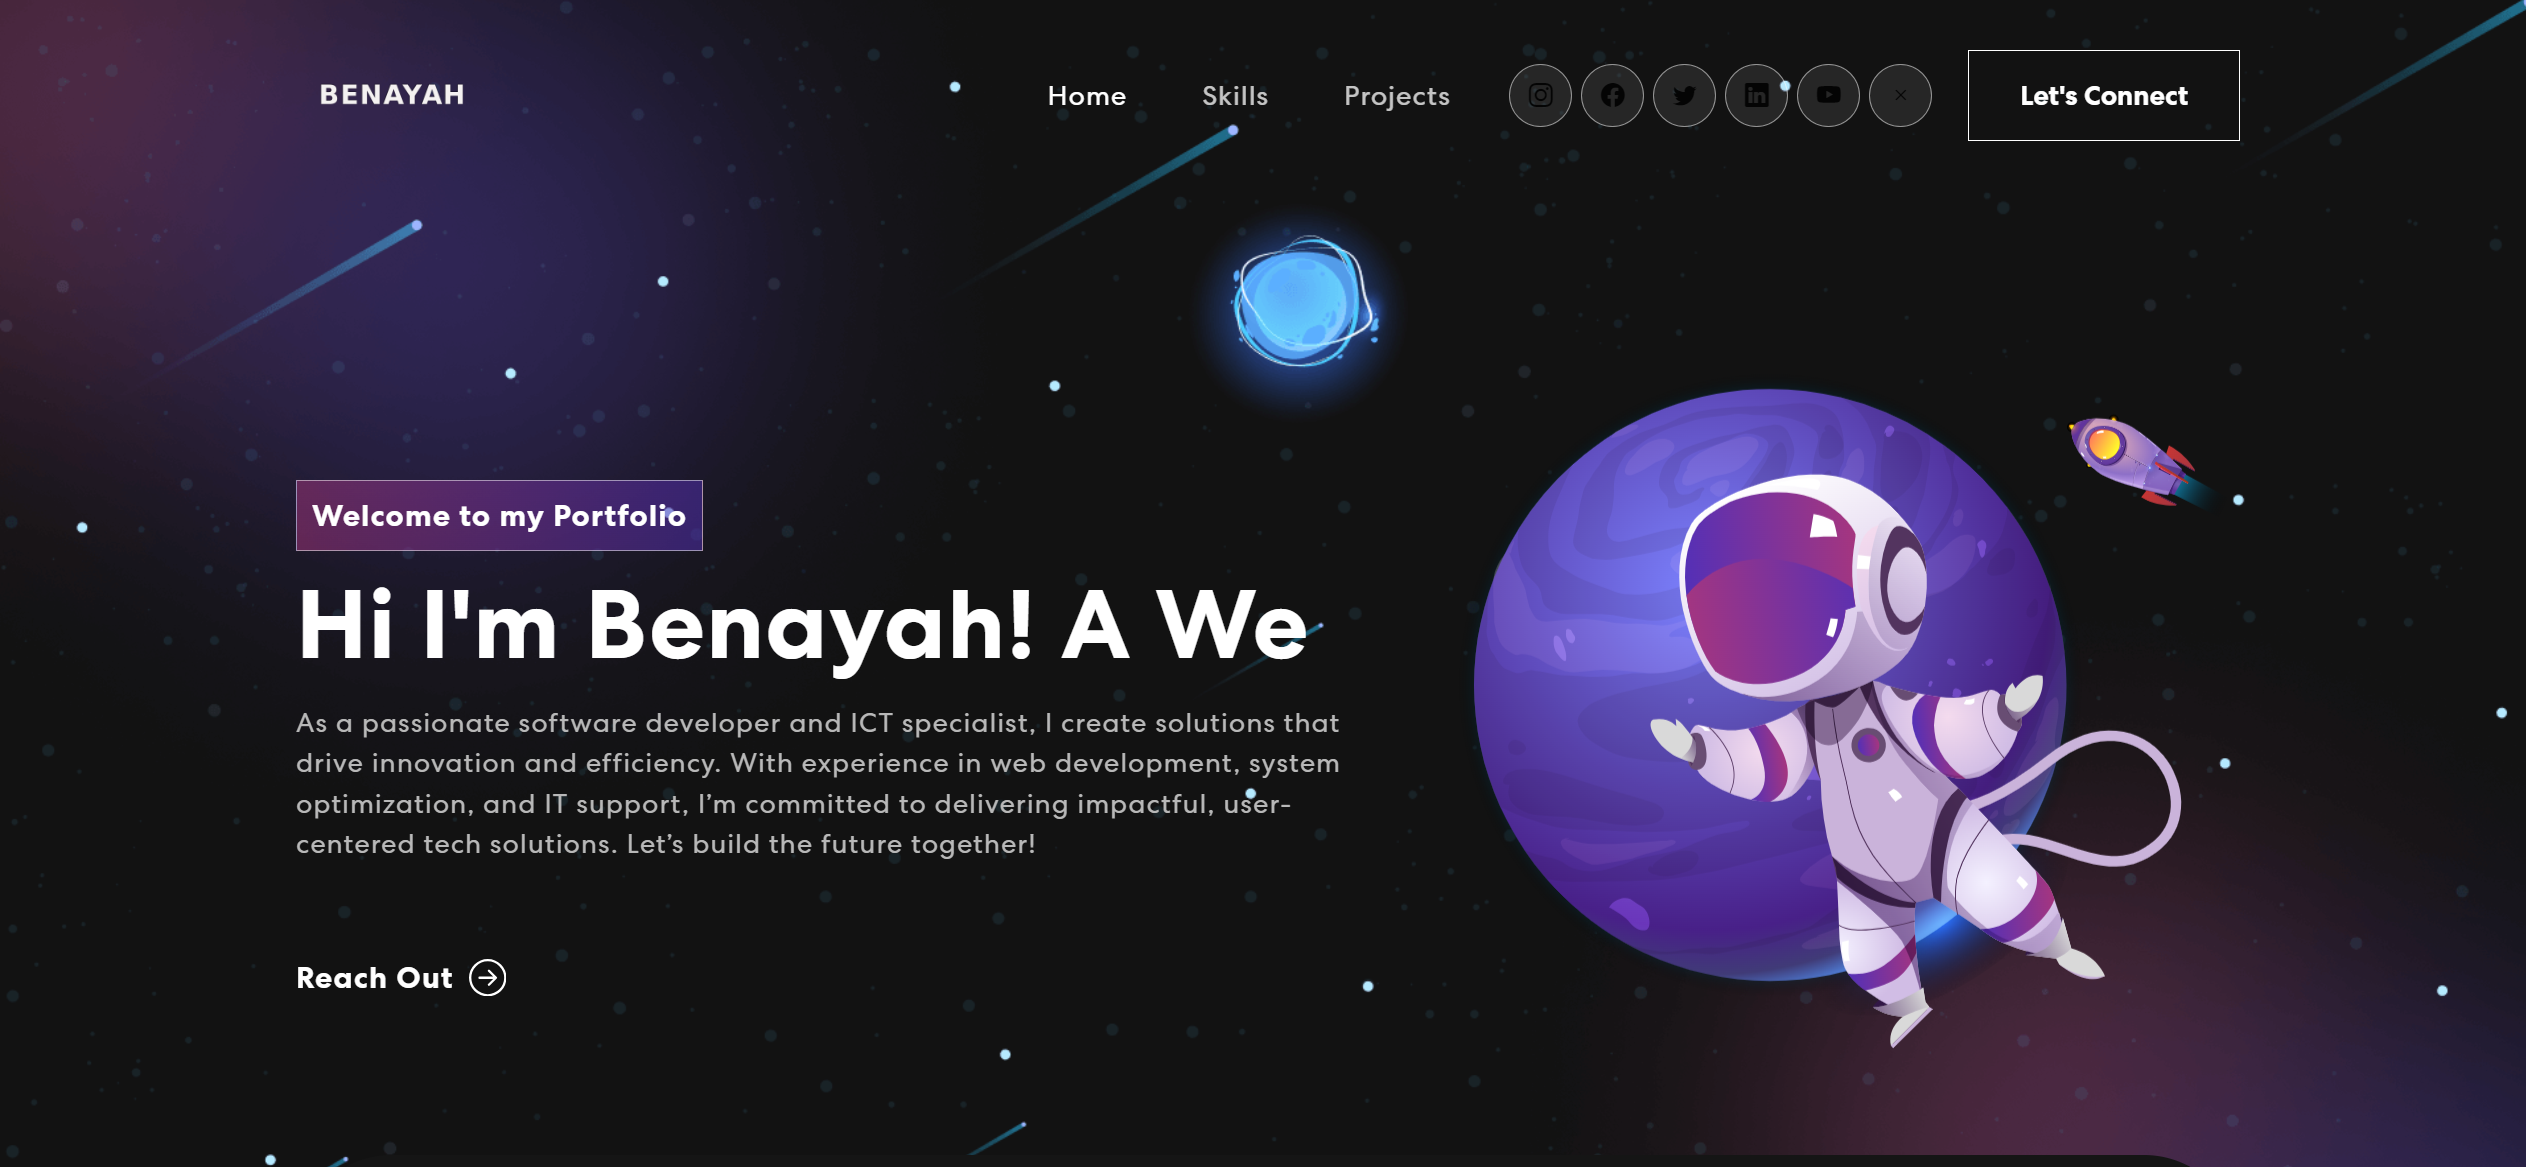 BENAYAH
Home Skills Projects Let's Connect
Welcome to my Portfolio
Hi I'm Benayah! A We
As a passionate software developer and ICT specialist, I create solutions that
drive innovation and efficiency. With experience in web development, system
optimization, and IT support, I’m committed to delivering impactful, user-
centered tech solutions. Let’s build the future together!
Reach Out